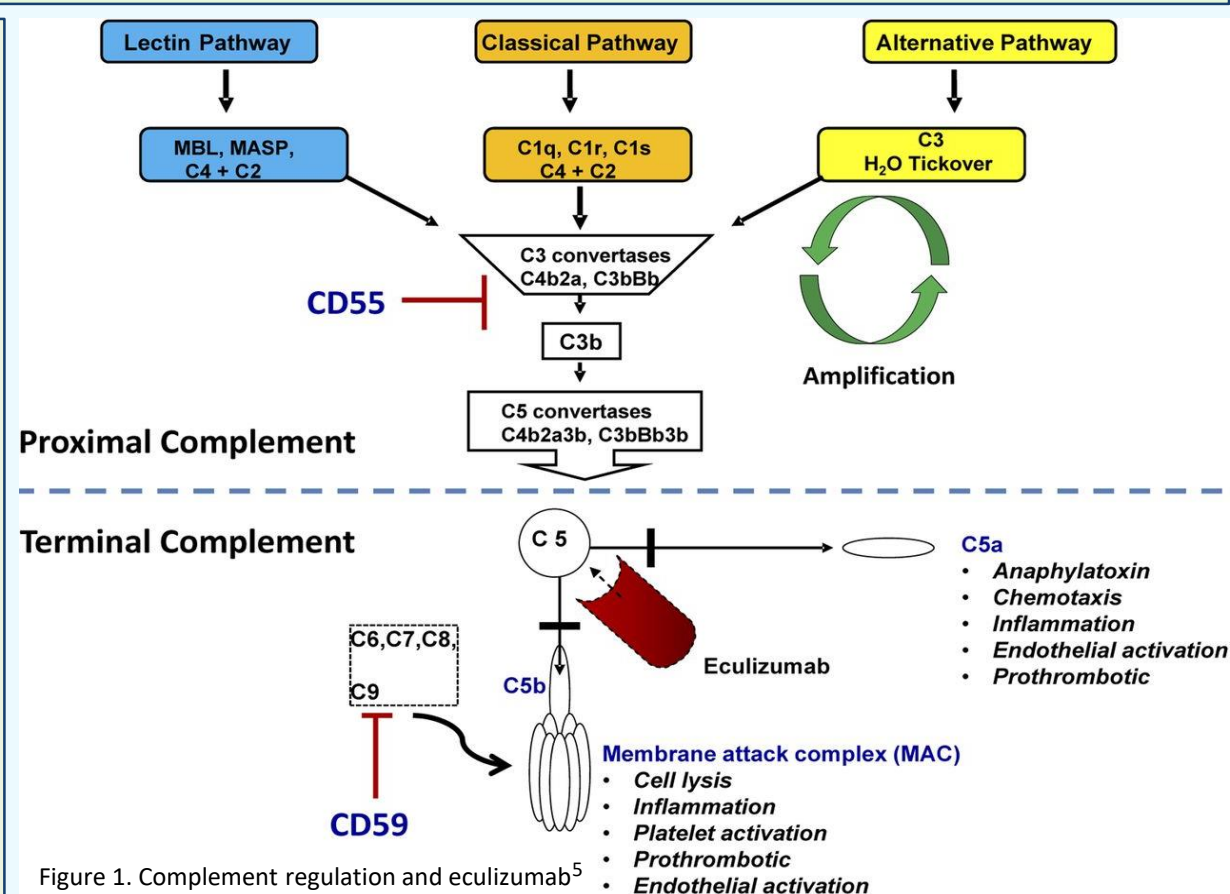 Lectin Pathway
Classical Pathway
Alternative Pathway
MBL, MASP,
C4 + C2
C1q, C1r, C1s
C4 + C2
C3
H₂O Tickover
C3 convertases
C4b2a, C3bBb
CD55
C3b
Amplification
C5 convertases
C4b2a3b, C3bBb3b
Proximal Complement
Terminal Complement
C 5
C5a
• Anaphylatoxin
• Chemotaxis
• Inflammation
• Endothelial activation
• Prothrombotic
Eculizumab
C6,C7,C8,
C9
C5b
Membrane attack complex (MAC)
• Cell lysis
• Inflammation
• Platelet activation
• Prothrombotic
• Endothelial activation
CD59
Figure 1. Complement regulation and eculizumab⁵